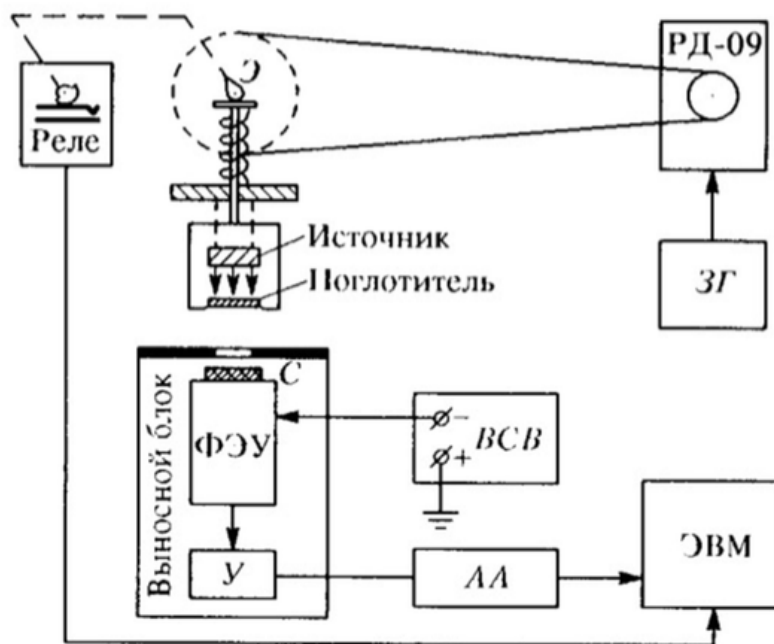 РД-09
Э
Реле
Источник
Поглотитель
ЗГ
С
Выносной блок
ФЭУ
−
+
ВСВ
ЭВМ
У
АА